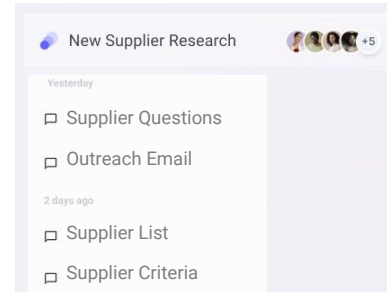 New Supplier Research
+5
Yesterday
Supplier Questions
Outreach Email
2 days ago
Supplier List
Supplier Criteria